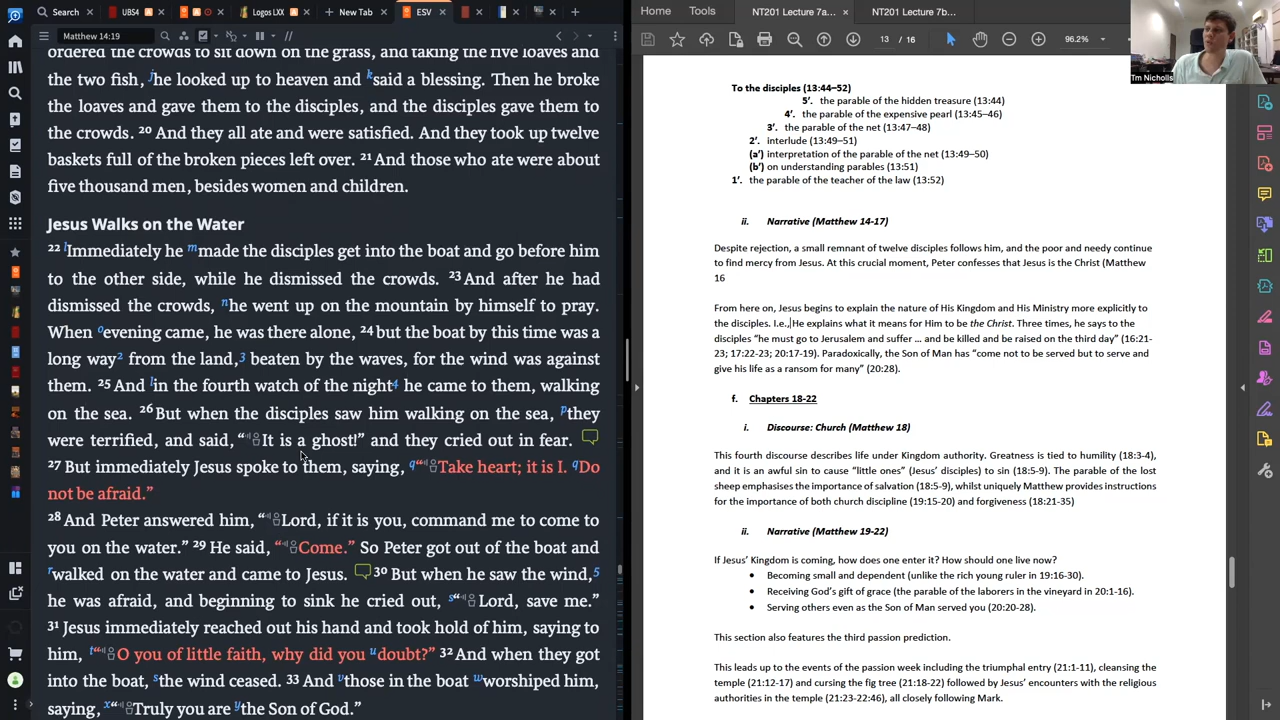 UBS4
A
A
Logos LXX
New Tab
ESV
Matthew 14:19
ordered the crowds to sit down on the grass, and taking the five loaves and
the two fish, jhe looked up to heaven and ksaid a blessing. Then he broke
the loaves and gave them to the disciples, and the disciples gave them to
the crowds. 20 And they all ate and were satisfied. And they took up twelve
baskets full of the broken pieces left over. 21 And those who ate were about
five thousand men, besides women and children.
Jesus Walks on the Water
22 lImmediately he mmade the disciples get into the boat and go before him
to the other side, while he dismissed the crowds. 23 And after he had
dismissed the crowds, nhe went up on the mountain by himself to pray.
When oevening came, he was there alone, 24 but the boat by this time was a
long way2 from the land,3 beaten by the waves, for the wind was against
them. 25 And lin the fourth watch of the night4 he came to them, walking
on the sea. 26 But when the disciples saw him walking on the sea, pthey
were terrified, and said, “It is a ghost!” and they cried out in fear.
27 But immediately Jesus spoke to them, saying, q“Take heart; it is I. qDo
not be afraid.”
28 And Peter answered him, “Lord, if it is you, command me to come to
you on the water.” 29 He said, “Come.” So Peter got out of the boat and
walked on the water and came to Jesus. 30 But when he saw the wind,5
he was afraid, and beginning to sink he cried out, s“Lord, save me.”
31 Jesus immediately reached out his hand and took hold of him, saying to
him, “O you of little faith, why did you udoubt?” 32 And when they got
into the boat, sthe wind ceased. 33 And vthose in the boat wworshiped him,
saying, “Truly you are ythe Son of God.”
Home Tools NT201 Lecture 7a... × NT201 Lecture 7b...
13 / 16 96.2%
Tm Nicholls
To the disciples (13:44–52)
5'. the parable of the hidden treasure (13:44)
4'. the parable of the expensive pearl (13:45–46)
3'. the parable of the net (13:47–48)
2'. interlude (13:49–51)
(a') interpretation of the parable of the net (13:49–50)
(b') on understanding parables (13:51)
1'. the parable of the teacher of the law (13:52)
ii. Narrative (Matthew 14-17)
Despite rejection, a small remnant of twelve disciples follows him, and the poor and needy continue
to find mercy from Jesus. At this crucial moment, Peter confesses that Jesus is the Christ (Matthew
16
From here on, Jesus begins to explain the nature of His Kingdom and His Ministry more explicitly to
the disciples. I.e., He explains what it means for Him to be the Christ. Three times, he says to the
disciples “he must go to Jerusalem and suffer ... and be killed and be raised on the third day” (16:21-
23; 17:22-23; 20:17-19). Paradoxically, the Son of Man has “come not to be served but to serve and
give his life as a ransom for many” (20:28).
f. Chapters 18-22
i. Discourse: Church (Matthew 18)
This fourth discourse describes life under Kingdom authority. Greatness is tied to humility (18:3-4),
and it is an awful sin to cause “little ones” (Jesus’ disciples) to sin (18:5-9). The parable of the lost
sheep emphasises the importance of salvation (18:5-9), whilst uniquely Matthew provides instructions
for the importance of both church discipline (19:15-20) and forgiveness (18:21-35)
ii. Narrative (Matthew 19-22)
If Jesus’ Kingdom is coming, how does one enter it? How should one live now?
• Becoming small and dependent (unlike the rich young ruler in 19:16-30).
• Receiving God’s gift of grace (the parable of the laborers in the vineyard in 20:1-16).
• Serving others even as the Son of Man served you (20:20-28).
This section also features the third passion prediction.
This leads up to the events of the passion week including the triumphal entry (21:1-11), cleansing the
temple (21:12-17) and cursing the fig tree (21:18-22) followed by Jesus’ encounters with the religious
authorities in the temple (21:23-22:46), all closely following Mark.